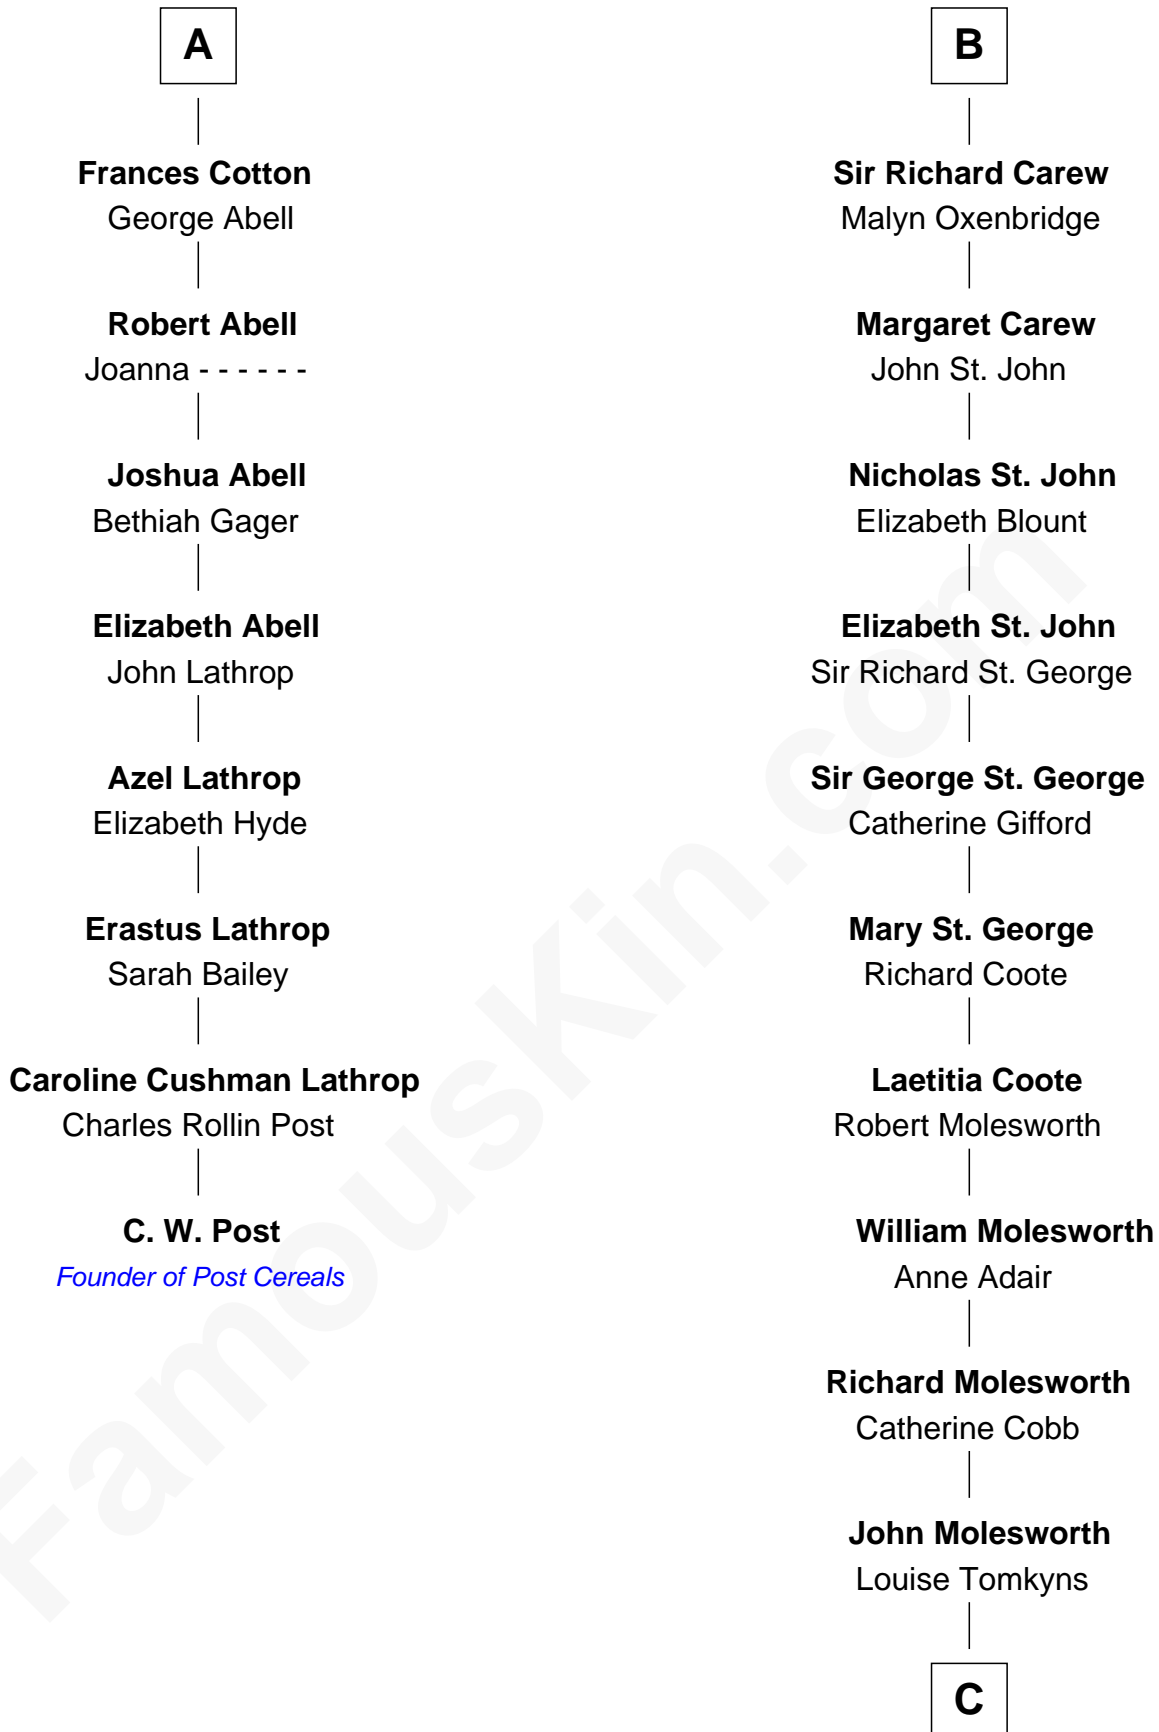 A
Frances Cotton
George Abell
Robert Abell
Joanna - - - - - -
Joshua Abell
Bethiah Gager
Elizabeth Abell
John Lathrop
Azel Lathrop
Elizabeth Hyde
Erastus Lathrop
Sarah Bailey
Caroline Cushman Lathrop
Charles Rollin Post
C. W. Post
Founder of Post Cereals
B
Sir Richard Carew
Malyn Oxenbridge
Margaret Carew
John St. John
Nicholas St. John
Elizabeth Blount
Elizabeth St. John
Sir Richard St. George
Sir George St. George
Catherine Gifford
Mary St. George
Richard Coote
Laetitia Coote
Robert Molesworth
William Molesworth
Anne Adair
Richard Molesworth
Catherine Cobb
John Molesworth
Louise Tomkyns
C
FamousKin.com